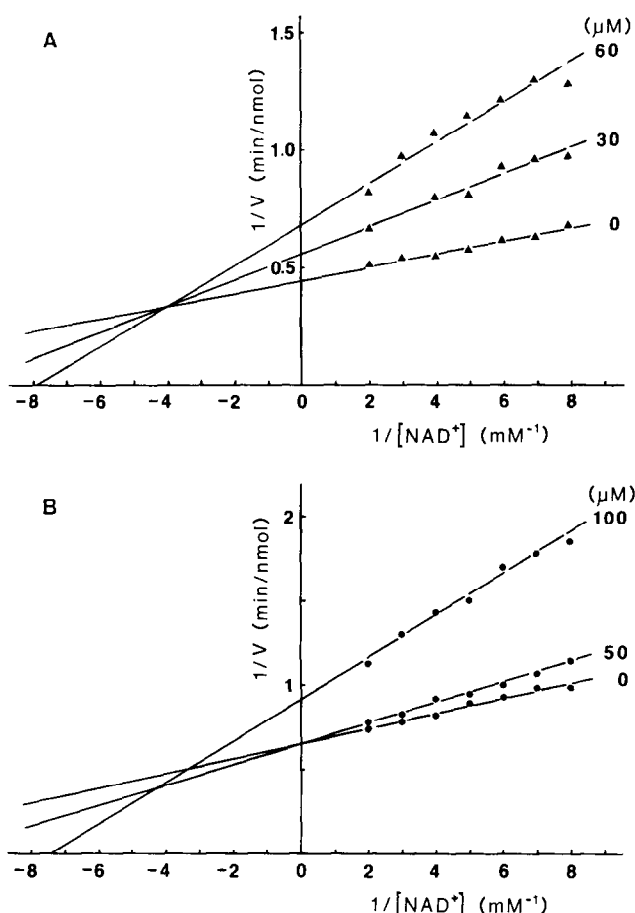 A
(μM)
60
30
0
1.5
1.0
0.5
1/V (min/nmol)
-8 -6 -4 -2 0 2 4 6 8
1/[NAD⁺] (mM⁻¹)
B
(μM)
100
50
0
2
1
1/V (min/nmol)
-8 -6 -4 -2 0 2 4 6 8
1/[NAD⁺] (mM⁻¹)